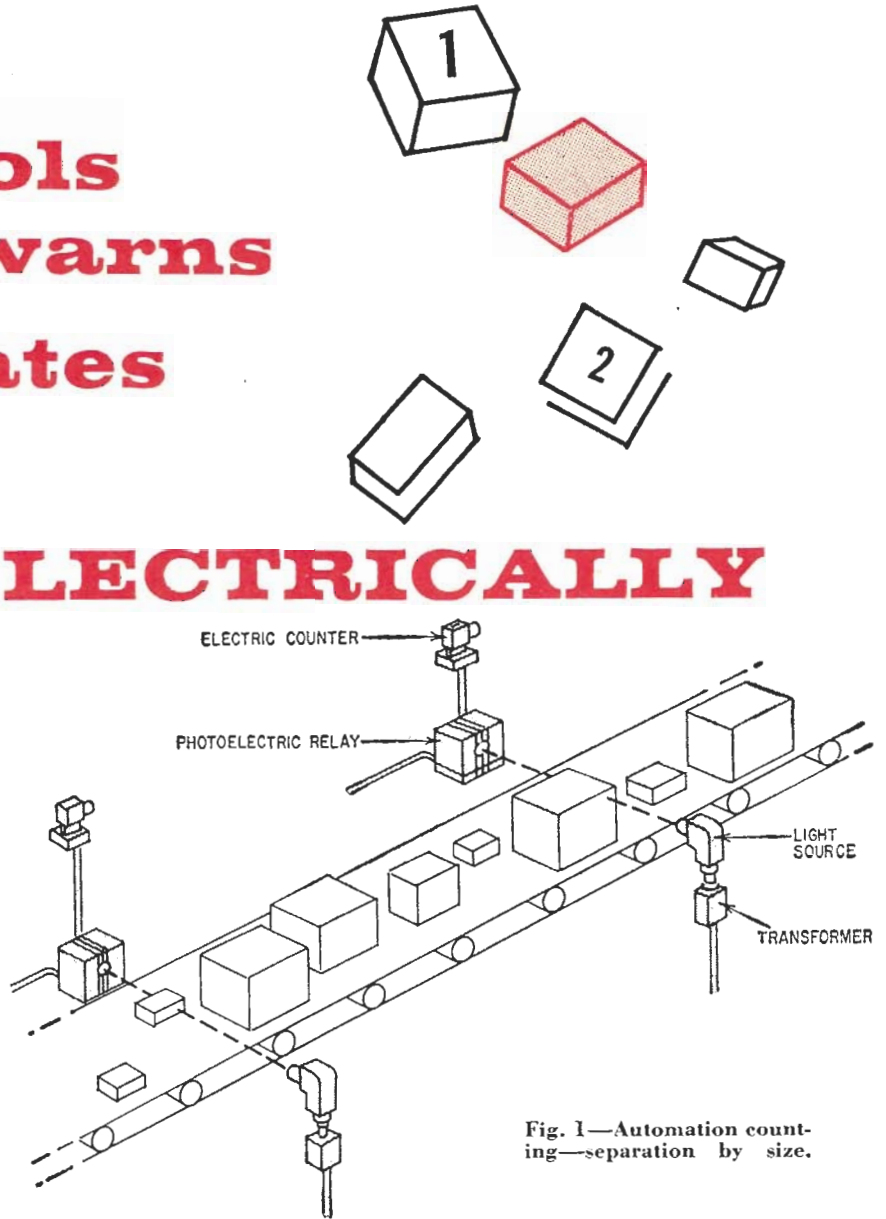 1
ols
warns
ates
2
LECTRICALLY
ELECTRIC COUNTER
PHOTOELECTRIC RELAY
LIGHT
SOURCE
TRANSFORMER
Fig. 1—Automation count-
ing—separation by size.